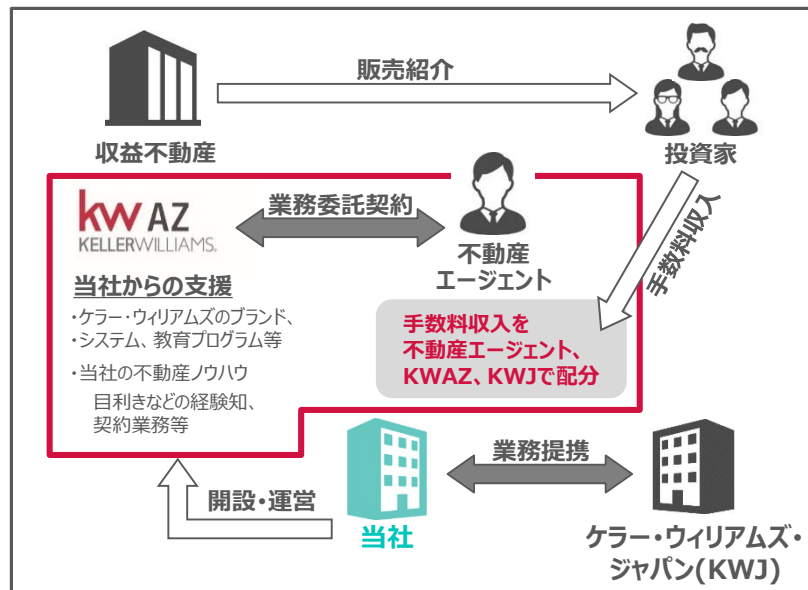 販売紹介
収益不動産
投資家
kw AZ
KELLERWILLIAMS.
業務委託契約
不動産
エージェント
手数料収入
当社からの支援
・ケラー・ウィリアムズのブランド、
・システム、教育プログラム等
・当社の不動産ノウハウ
目利きなどの経験知、
契約業務等
手数料収入を
不動産エージェント、
KWAZ、KWJで配分
開設・運営
当社
業務提携
ケラー・ウィリアムズ・
ジャパン(KWJ)